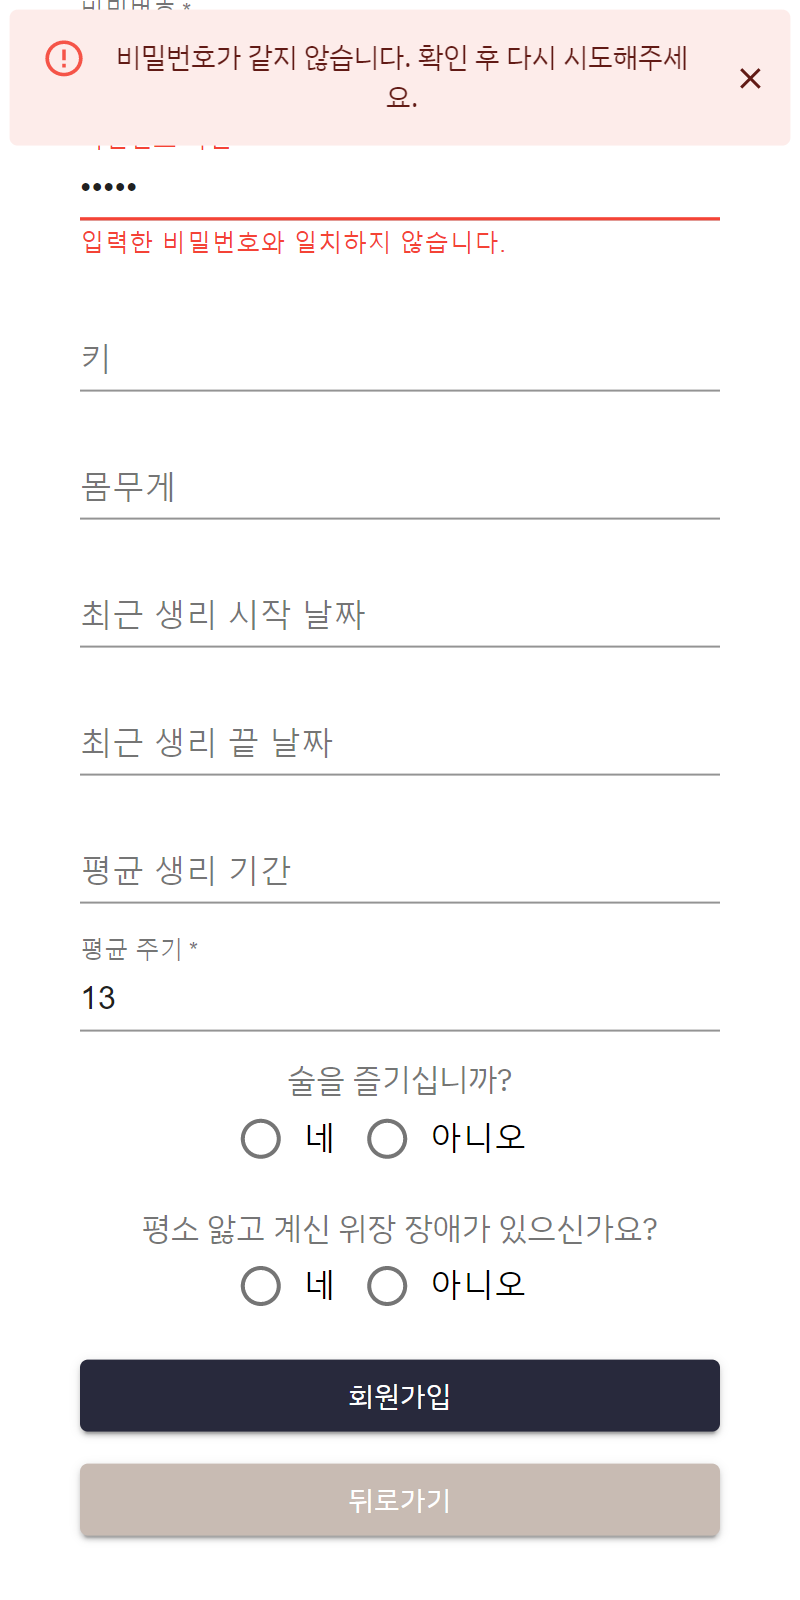 비밀번호 *
비밀번호가 같지 않습니다. 확인 후 다시 시도해주세
요.
•••••
입력한 비밀번호와 일치하지 않습니다.
키
몸무게
최근 생리 시작 날짜
최근 생리 끝 날짜
평균 생리 기간
평균 주기 *
13
술을 즐기십니까?
네 아니오
평소 앓고 계신 위장 장애가 있으신가요?
네 아니오
회원가입
뒤로가기